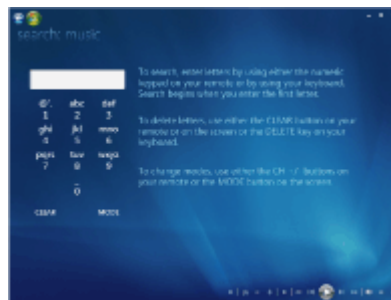 search: music
To search, enter letters by using either the numeric
keypad on your remote or by using your keyboard.
Search begins when you enter the first letter.
To delete letters, use either the CLEAR button on your
remote or on the screen or the DELETE key on your
keyboard.
To change modes, use either the CH +/- buttons on
your remote or the MODE button on the screen.
abc def
1 2 3
ghi jkl mno
4 5 6
pqrs tuv wxyz
7 8 9
0
CLEAR MODE